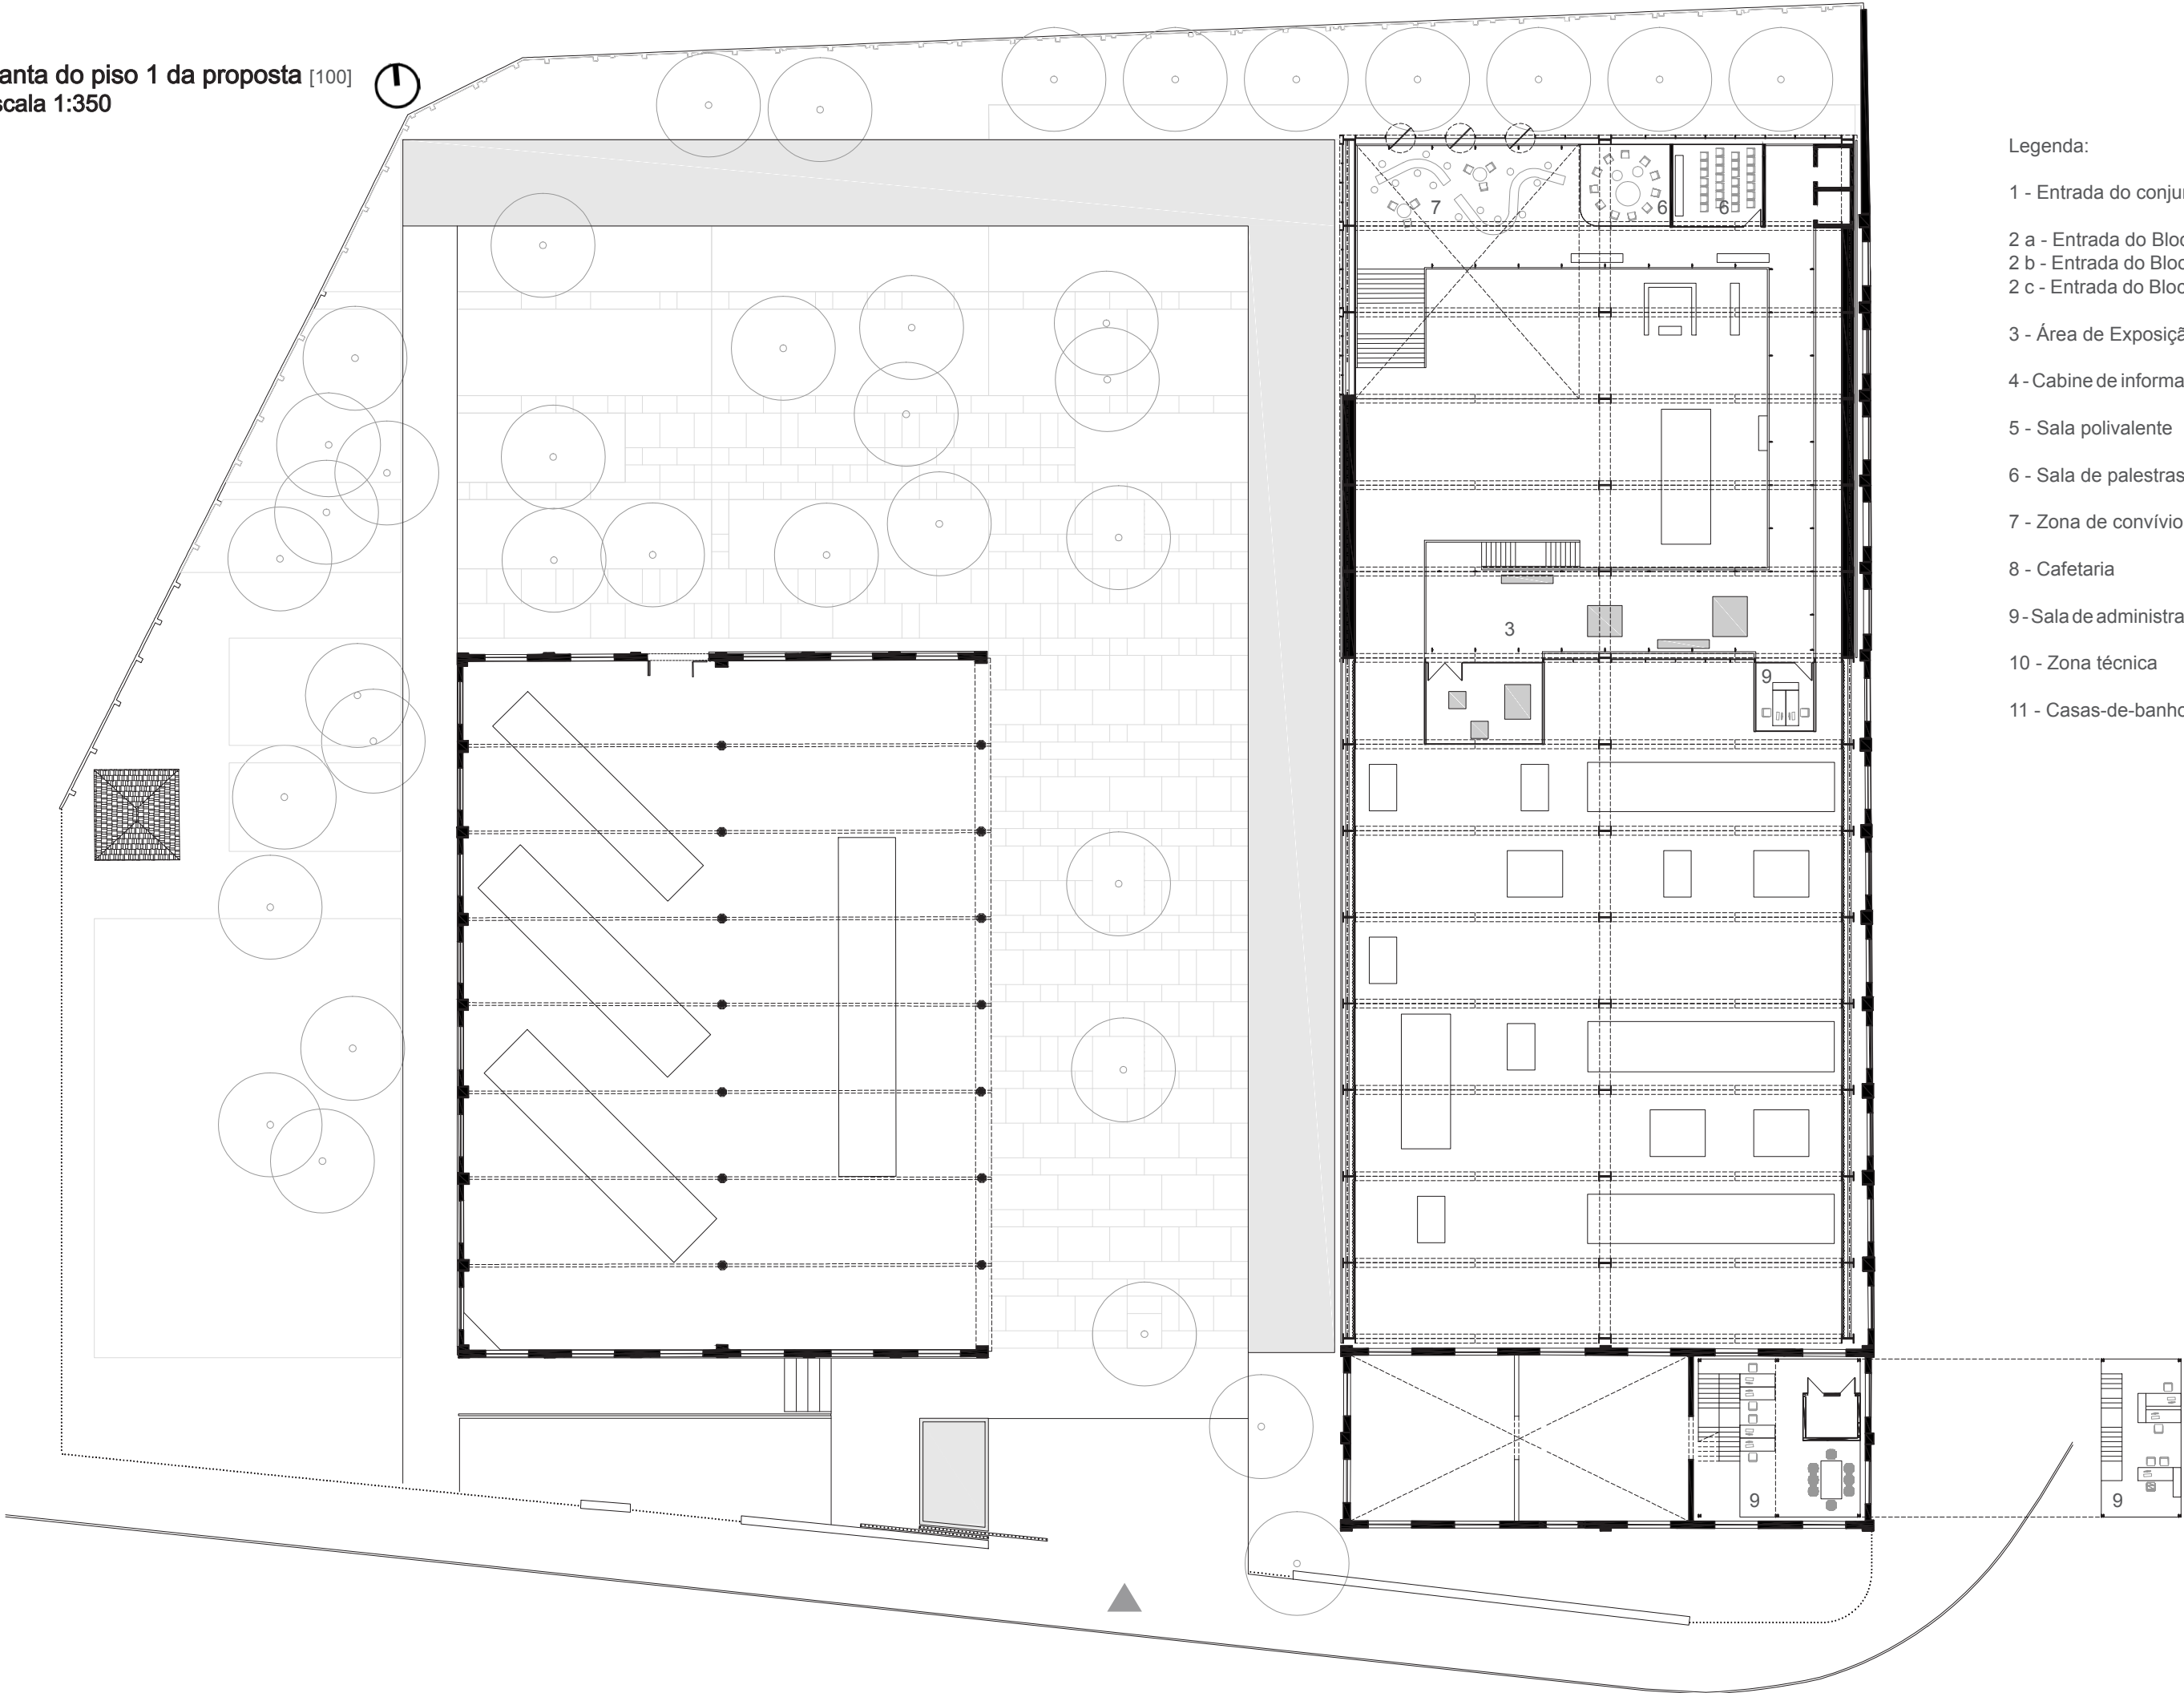 anta do piso 1 da proposta [100]
scala 1:350
Legenda:
1 - Entrada do conju
2 a - Entrada do Bloc
2 b - Entrada do Bloc
2 c - Entrada do Bloc
3 - Área de Exposiçã
4 - Cabine de informa
5 - Sala polivalente
6 - Sala de palestras
7 - Zona de convívio
8 - Cafetaria
9 - Sala de administra
10 - Zona técnica
11 - Casas-de-banho
7
6
6
3
9
9
9